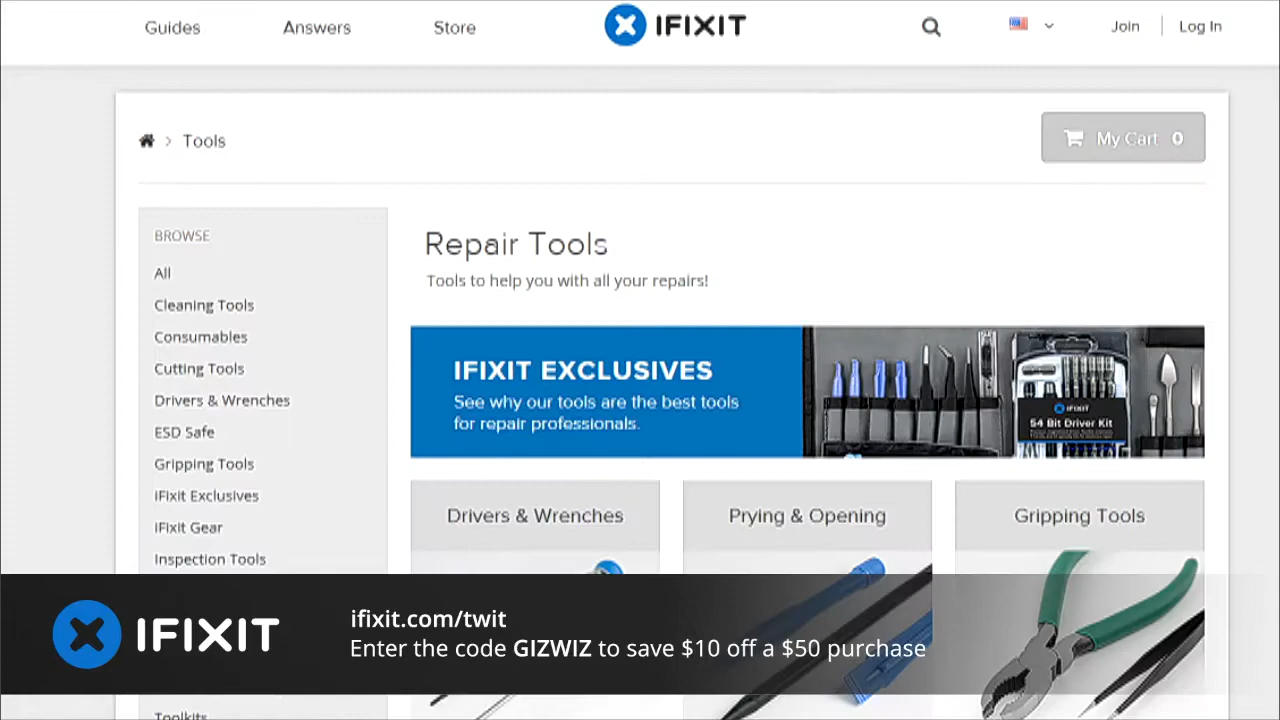 Guides
Answers
Store
IFIXIT
Join
Log In
Tools
My Cart 0
BROWSE
All
Cleaning Tools
Consumables
Cutting Tools
Drivers & Wrenches
ESD Safe
Gripping Tools
iFixit Exclusives
iFixit Gear
Inspection Tools
Toolkits
Repair Tools
Tools to help you with all your repairs!
IFIXIT EXCLUSIVES
See why our tools are the best tools
for repair professionals.
IFIXIT
54 Bit Driver Kit
Drivers & Wrenches
Prying & Opening
Gripping Tools
IFIXIT
ifixit.com/twit
Enter the code GIZWIZ to save $10 off a $50 purchase